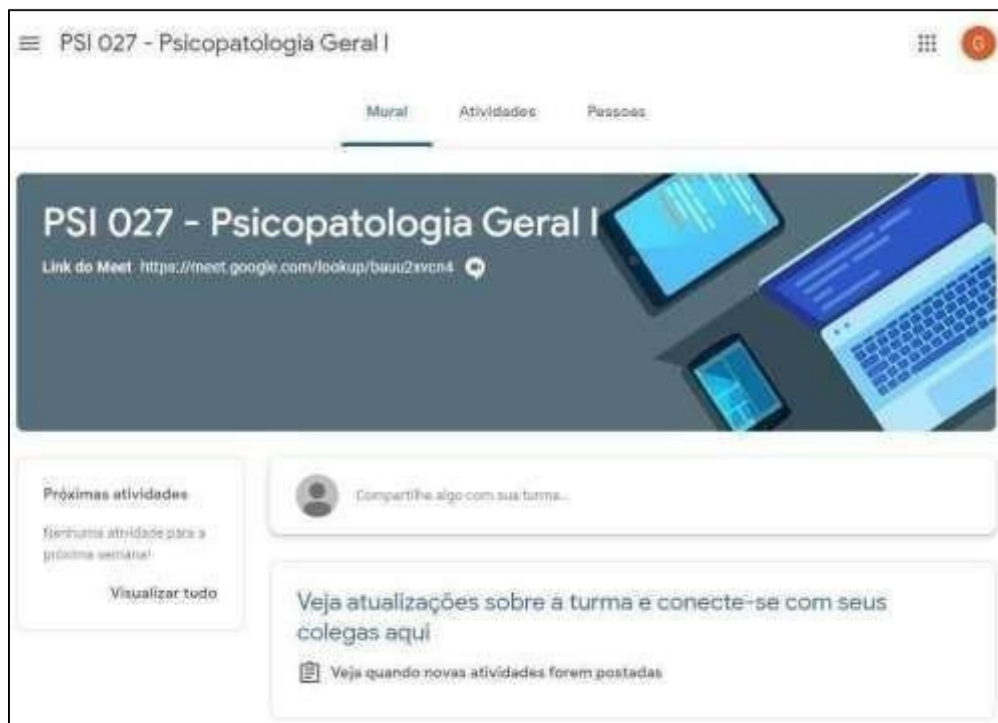 PSI 027 - Psicopatologia Geral I
G
Mural Atividades Pessoas
PSI 027 - Psicopatologia Geral I
Link do Meet https://meet.google.com/lookup/bauu2xvcn4
Próximas atividades
Nenhuma atividade para a
próxima semana!
Visualizar tudo
Compartilhe algo com sua turma...
Veja atualizações sobre a turma e conecte-se com seus
colegas aqui
Veja quando novas atividades forem postadas